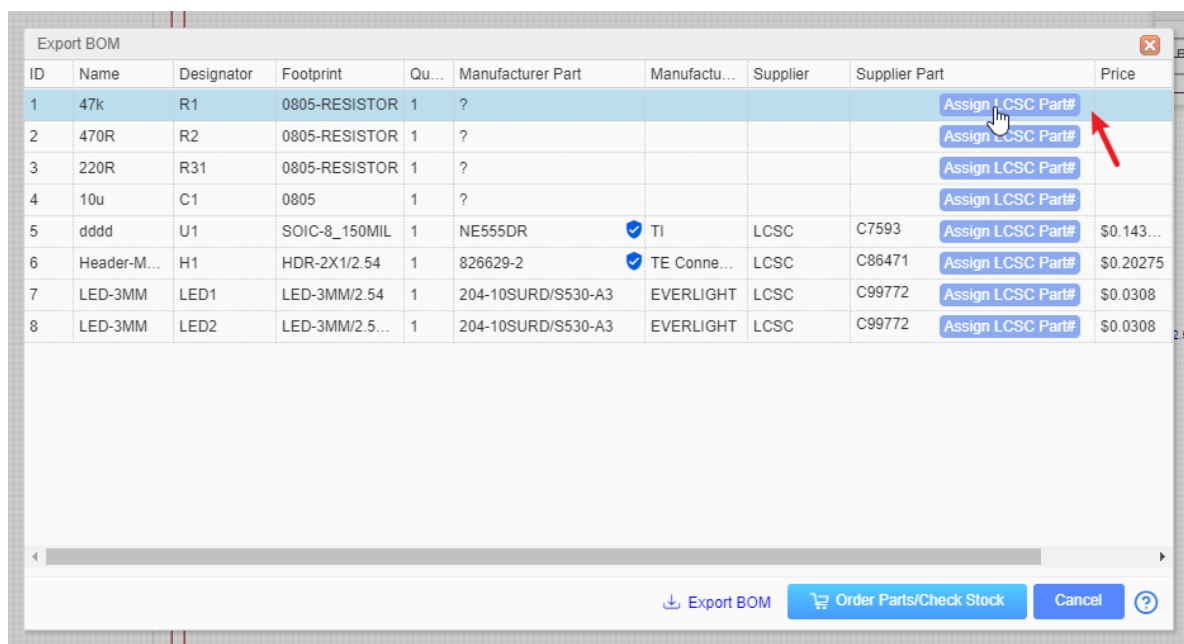 Export BOM
ID Name Designator Footprint Qu... Manufacturer Part Manufactu... Supplier Supplier Part Price
1 47k R1 0805-RESISTOR 1 ? Assign LCSC Part#
2 470R R2 0805-RESISTOR 1 ? Assign LCSC Part#
3 220R R31 0805-RESISTOR 1 ? Assign LCSC Part#
4 10u C1 0805 1 ? Assign LCSC Part#
5 dddd U1 SOIC-8_150MIL 1 NE555DR TI LCSC C7593 Assign LCSC Part# $0.143...
6 Header-M... H1 HDR-2X1/2.54 1 826629-2 TE Conne... LCSC C86471 Assign LCSC Part# $0.20275
7 LED-3MM LED1 LED-3MM/2.54 1 204-10SURD/S530-A3 EVERLIGHT LCSC C99772 Assign LCSC Part# $0.0308
8 LED-3MM LED2 LED-3MM/2.5... 1 204-10SURD/S530-A3 EVERLIGHT LCSC C99772 Assign LCSC Part# $0.0308
Export BOM Order Parts/Check Stock Cancel ?